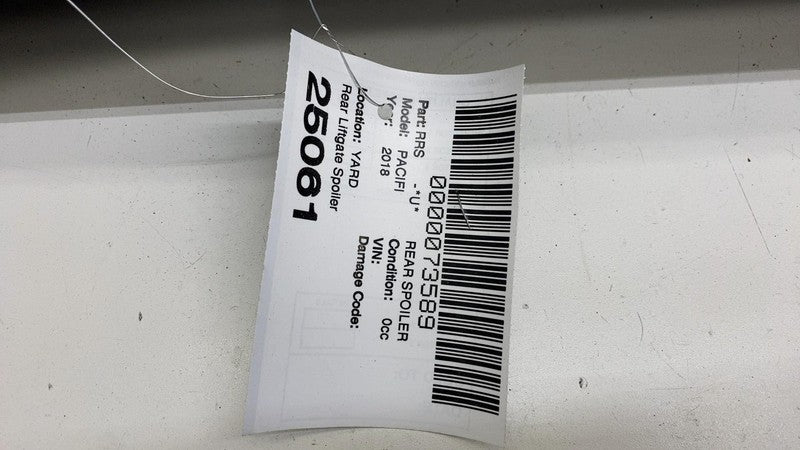 0000073589
Part: RRS -*U* REAR SPOILER
Model: PACIFI Condition: 0cc
Year: 2018 VIN:
Damage Code:
Location: YARD
Rear Liftgate Spoiler
25061